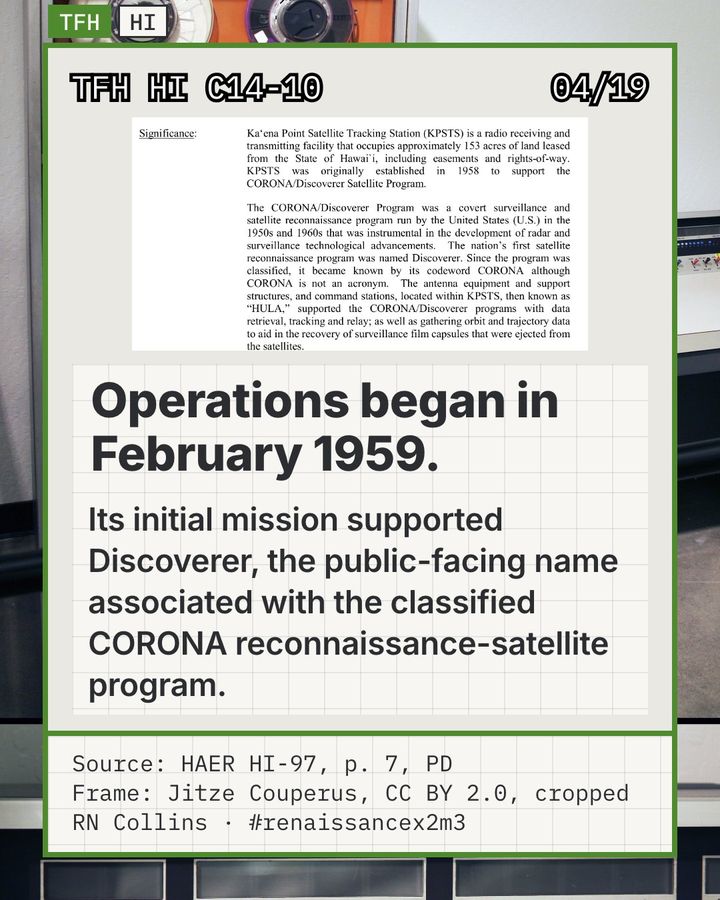 TFH HI
TFH HI C14-10 04/19
Significance: Kaʻena Point Satellite Tracking Station (KPSTS) is a radio receiving and
transmitting facility that occupies approximately 153 acres of land leased
from the State of Hawai`i, including easements and rights-of-way.
KPSTS was originally established in 1958 to support the
CORONA/Discoverer Satellite Program.
The CORONA/Discoverer Program was a covert surveillance and
satellite reconnaissance program run by the United States (U.S.) in the
1950s and 1960s that was instrumental in the development of radar and
surveillance technological advancements. The nation's first satellite
reconnaissance program was named Discoverer. Since the program was
classified, it became known by its codeword CORONA although
CORONA is not an acronym. The antenna equipment and support
structures, and command stations, located within KPSTS, then known as
“HULA,” supported the CORONA/Discoverer programs with data
retrieval, tracking and relay; as well as gathering orbit and trajectory data
to aid in the recovery of surveillance film capsules that were ejected from
the satellites.
Operations began in
February 1959.
Its initial mission supported
Discoverer, the public-facing name
associated with the classified
CORONA reconnaissance-satellite
program.
Source: HAER HI-97, p. 7, PD
Frame: Jitze Couperus, CC BY 2.0, cropped
RN Collins · #renaissancex2m3